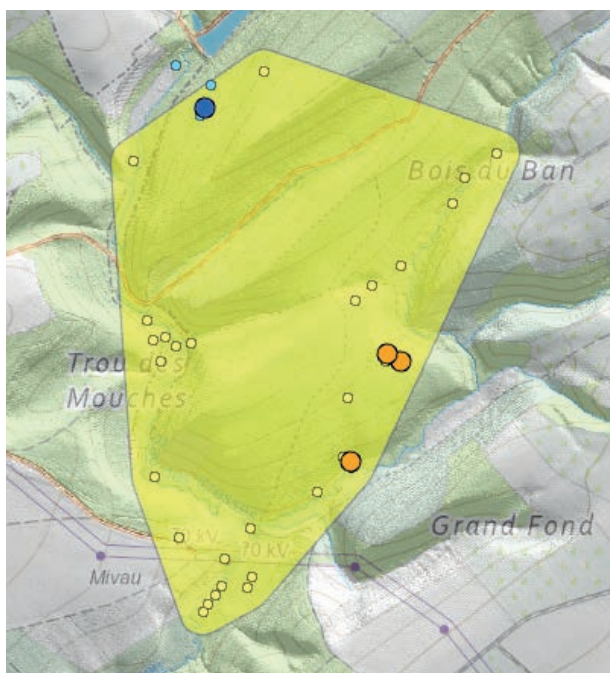 Bois du Ban
Trou des
Mouches
Grand Fond
70 kV
70 kV
Mivau